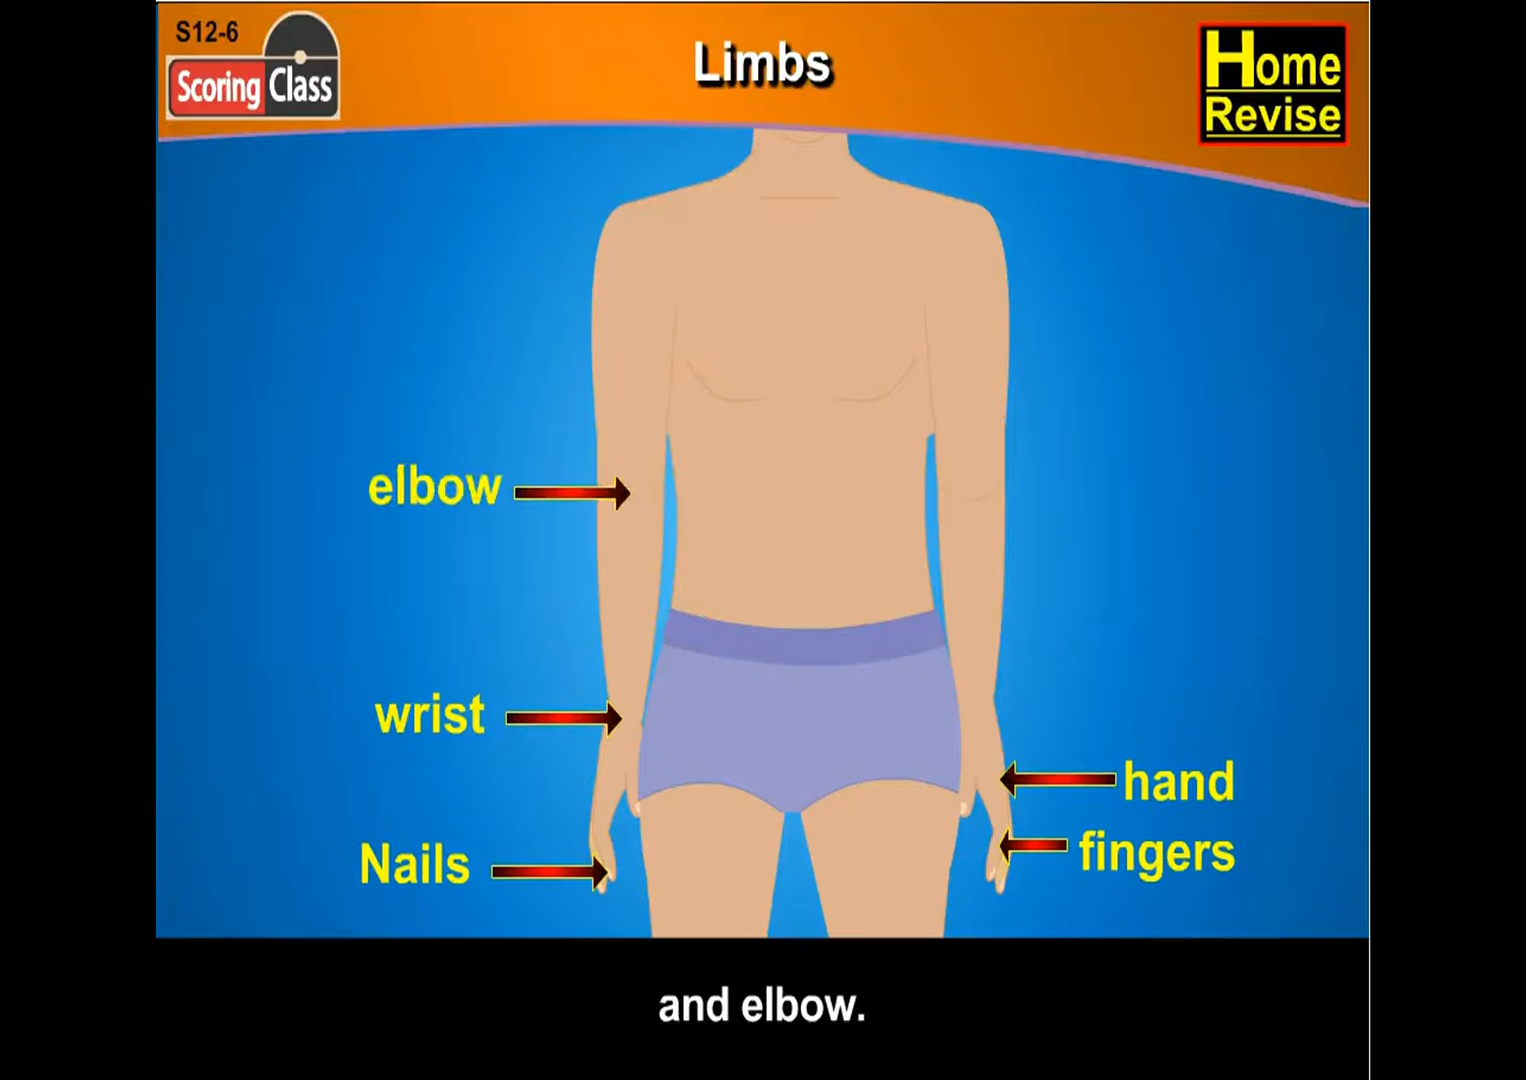 S12-6
Scoring Class
Limbs
Home
Revise
elbow
wrist
hand
fingers
Nails
and elbow.